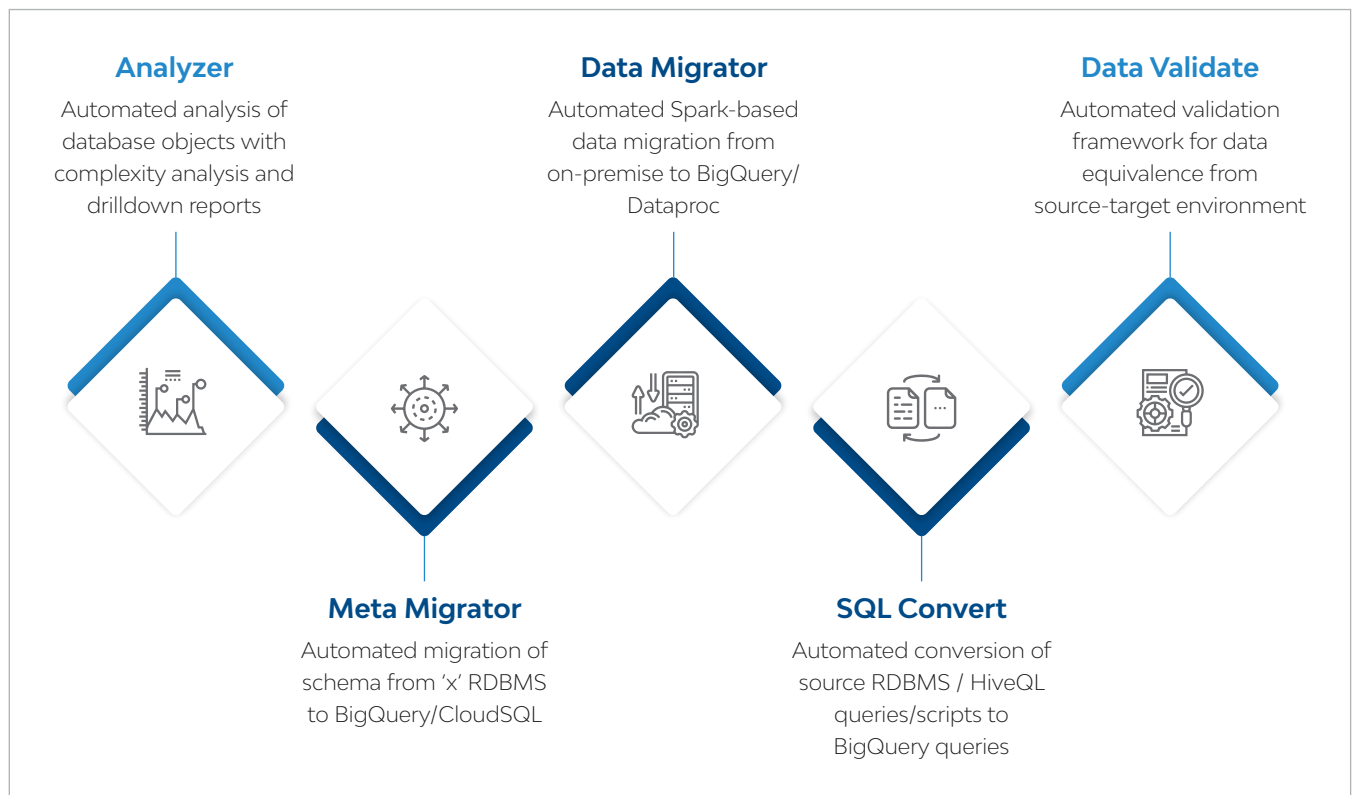 Analyzer
Automated analysis of
database objects with
complexity analysis and
drilldown reports
Meta Migrator
Automated migration of
schema from ‘x’ RDBMS
to BigQuery/CloudSQL
Data Migrator
Automated Spark-based
data migration from
on-premise to BigQuery/
Dataproc
SQL Convert
Automated conversion of
source RDBMS / HiveQL
queries/scripts to
BigQuery queries
Data Validate
Automated validation
framework for data
equivalence from
source-target environment